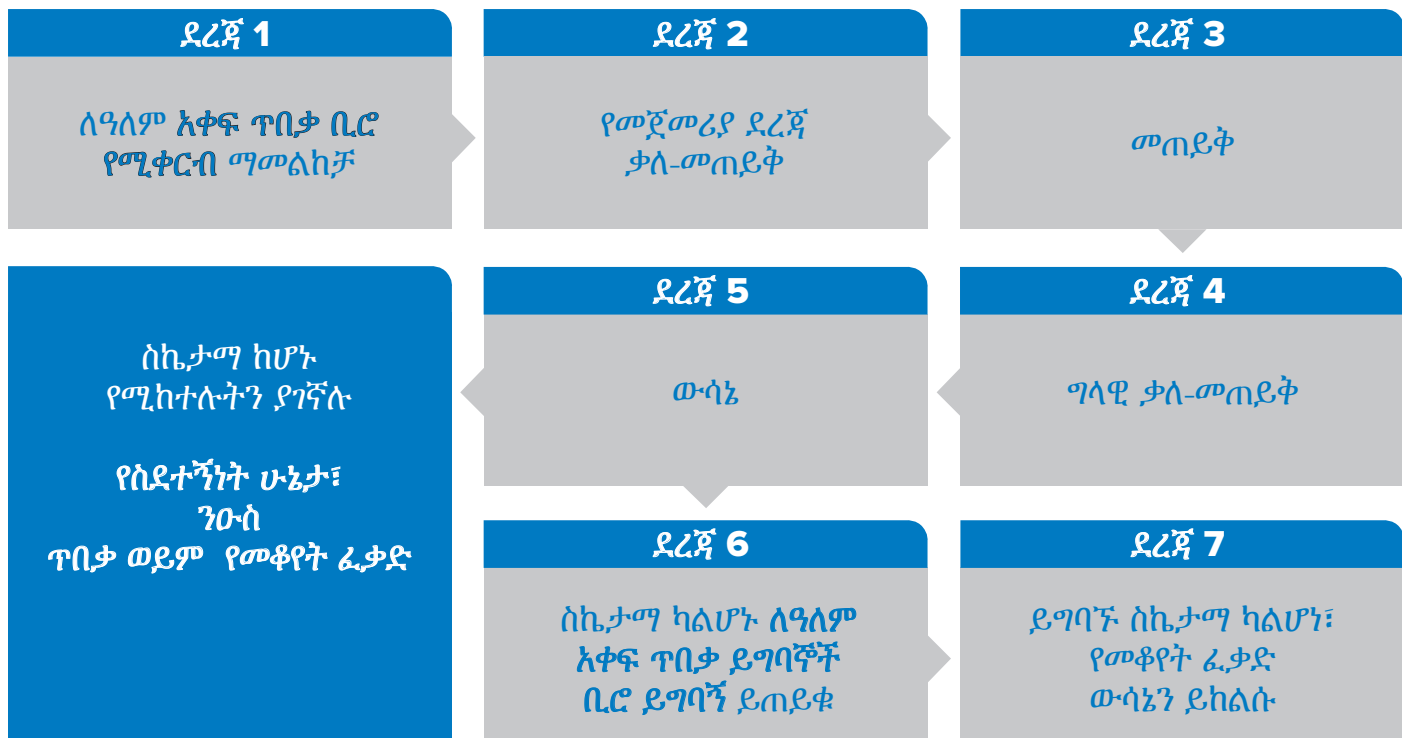 ደረጃ 1
ለዓለም አቀፍ ጥበቃ ቢሮ
የሚቀርብ ማመልከቻ
ደረጃ 2
የመጀመሪያ ደረጃ
ቃለ-መጠይቅ
ደረጃ 3
መጠይቅ
ደረጃ 4
ግላዊ ቃለ-መጠይቅ
ደረጃ 5
ውሳኔ
ስኬታማ ከሆኑ
የሚከተሉትን ያገኛሉ
የስደተኝነት ሁኔታ፣
ንዑስ
ጥበቃ ወይም የመቆየት ፈቃድ
ደረጃ 6
ስኬታማ ካልሆኑ ለዓለም
አቀፍ ጥበቃ ይግባኞች
ቢሮ ይግባኝ ይጠይቁ
ደረጃ 7
ይግባኙ ስኬታማ ካልሆነ፣
የመቆየት ፈቃድ
ውሳኔን ይከልሱ